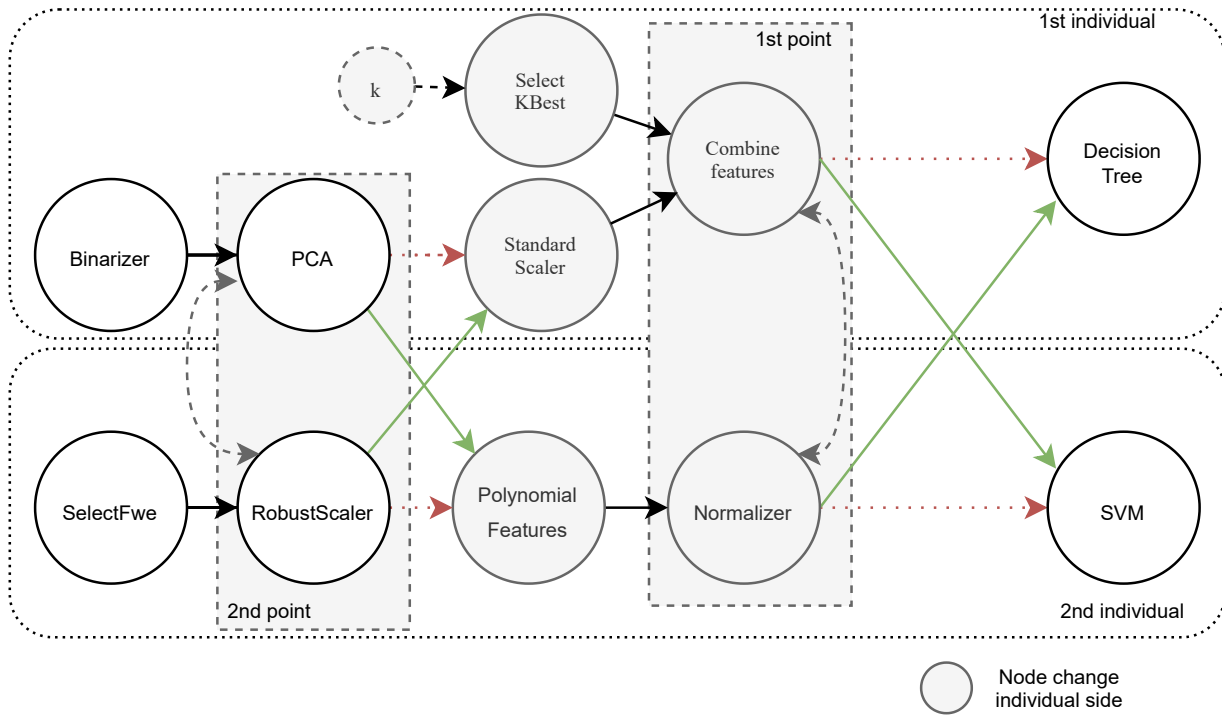 1st individual
1st point
k
Select
KBest
Combine
features
Decision
Tree
Binarizer
PCA
Standard
Scaler
SelectFwe
RobustScaler
Polynomial
Features
Normalizer
SVM
2nd point
2nd individual
Node change
individual side